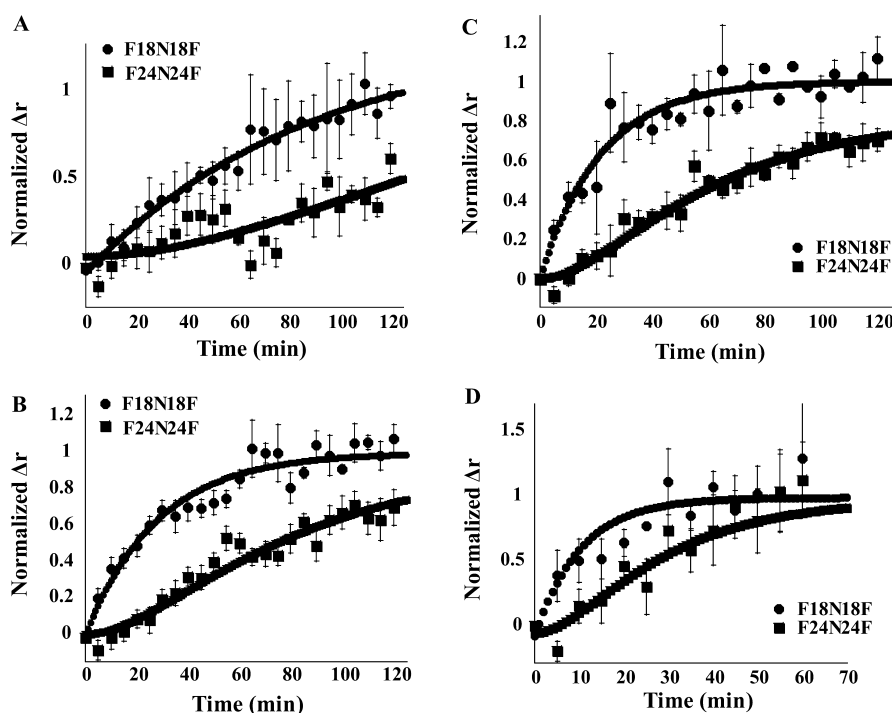 A
F18N18F
F24N24F
Normalized Δr
1
0.5
0
0 20 40 60 80 100 120
Time (min)
C
Normalized Δr
1.2
1
0.8
0.6
0.4
0.2
0
F18N18F
F24N24F
0 20 40 60 80 100 120
Time (min)
B
F18N18F
F24N24F
Normalized Δr
1.2
1
0.8
0.6
0.4
0.2
0
0 20 40 60 80 100 120
Time (min)
D
Normalized Δr
1.5
1
0.5
0
F18N18F
F24N24F
0 10 20 30 40 50 60 70
Time (min)